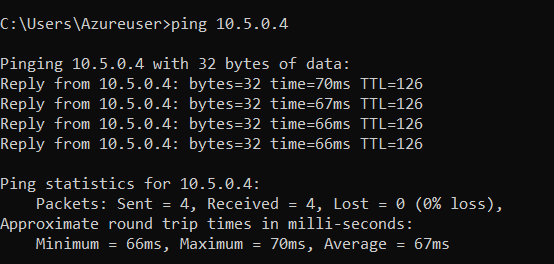 C:\Users\Azureuser>ping 10.5.0.4
Pinging 10.5.0.4 with 32 bytes of data:
Reply from 10.5.0.4: bytes=32 time=70ms TTL=126
Reply from 10.5.0.4: bytes=32 time=67ms TTL=126
Reply from 10.5.0.4: bytes=32 time=66ms TTL=126
Reply from 10.5.0.4: bytes=32 time=66ms TTL=126
Ping statistics for 10.5.0.4:
    Packets: Sent = 4, Received = 4, Lost = 0 (0% loss),
Approximate round trip times in milli-seconds:
    Minimum = 66ms, Maximum = 70ms, Average = 67ms